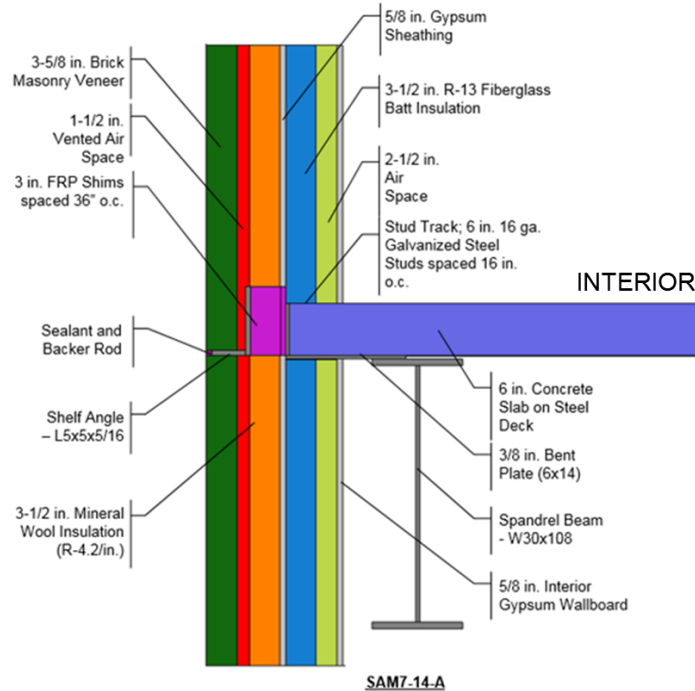 5/8 in. Gypsum
Sheathing
3-5/8 in. Brick
Masonry Veneer
3-1/2 in. R-13 Fiberglass
Batt Insulation
1-1/2 in.
Vented Air
Space
2-1/2 in.
Air
Space
3 in. FRP Shims
spaced 36" o.c.
Stud Track; 6 in. 16 ga.
Galvanized Steel
Studs spaced 16 in.
o.c.
INTERIOR
Sealant and
Backer Rod
6 in. Concrete
Slab on Steel
Deck
Shelf Angle
– L5x5x5/16
3/8 in. Bent
Plate (6x14)
3-1/2 in. Mineral
Wool Insulation
(R-4.2/in.)
Spandrel Beam
- W30x108
5/8 in. Interior
Gypsum Wallboard
SAM7-14-A